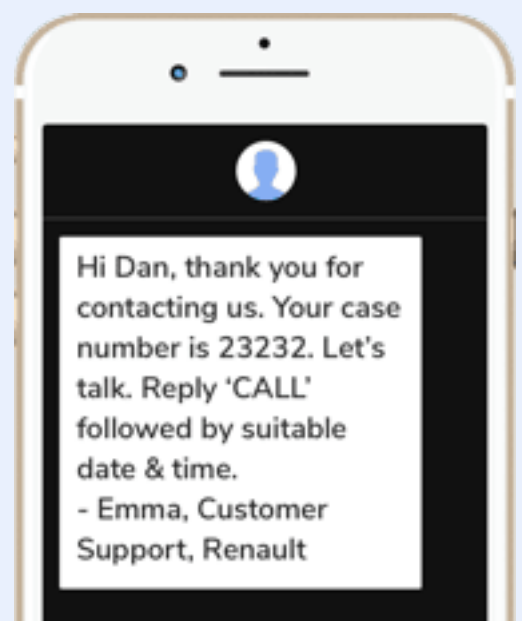 Hi Dan, thank you for
contacting us. Your case
number is 23232. Let's
talk. Reply ‘CALL’
followed by suitable
date & time.
- Emma, Customer
Support, Renault